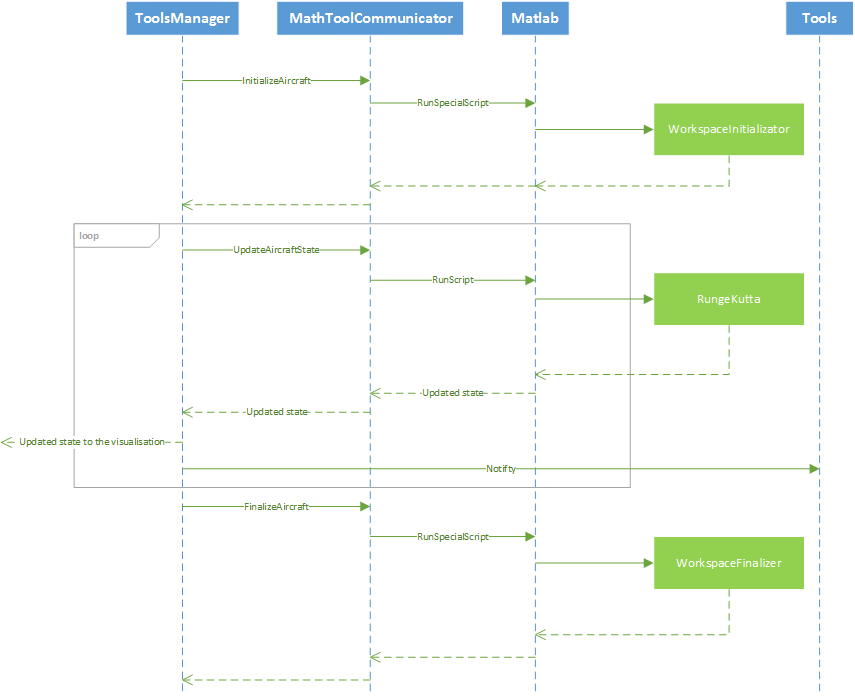 ToolsManager
MathToolCommunicator
Matlab
Tools
InitializeAircraft
RunSpecialScript
WorkspaceInitializator
loop
UpdateAircraftState
RunScript
RungeKutta
Updated state
Updated state
Updated state to the visualisation
Notifty
FinalizeAircraft
RunSpecialScript
WorkspaceFinalizer